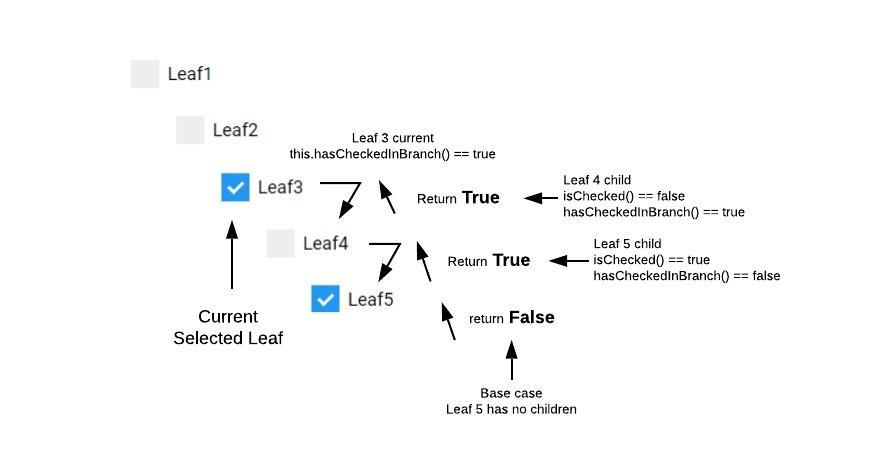 Leaf1
Leaf2
Leaf 3 current
this.hasCheckedInBranch() == true
Leaf3
Return True
Leaf 4 child
isChecked() == false
hasCheckedInBranch() == true
Leaf4
Return True
Leaf 5 child
isChecked() == true
hasCheckedInBranch() == false
Leaf5
Current
Selected Leaf
return False
Base case
Leaf 5 has no children